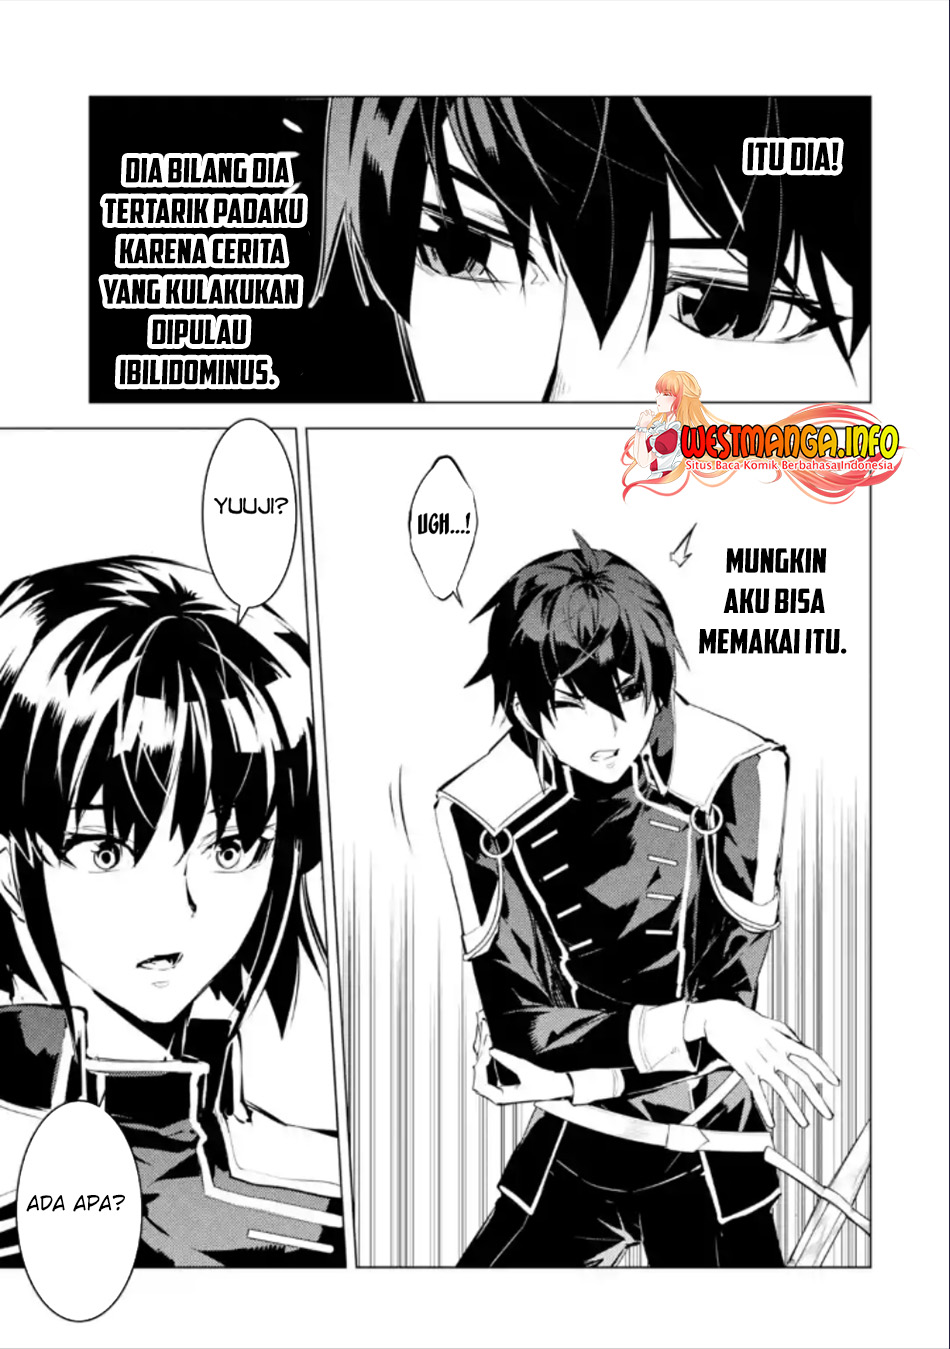 ITU DIA!
DIA BILANG DIA
TERTARIK PADAKU
KARENA CERITA
YANG KULAKUKAN
DIPULAU
IBILIDOMINUS.
WESTMANGA.INFO
Situs Baca Komik Berbahasa Indonesia
MUNGKIN
AKU BISA
MEMAKAI ITU.
UGH...!
YUUJI?
ADA APA?